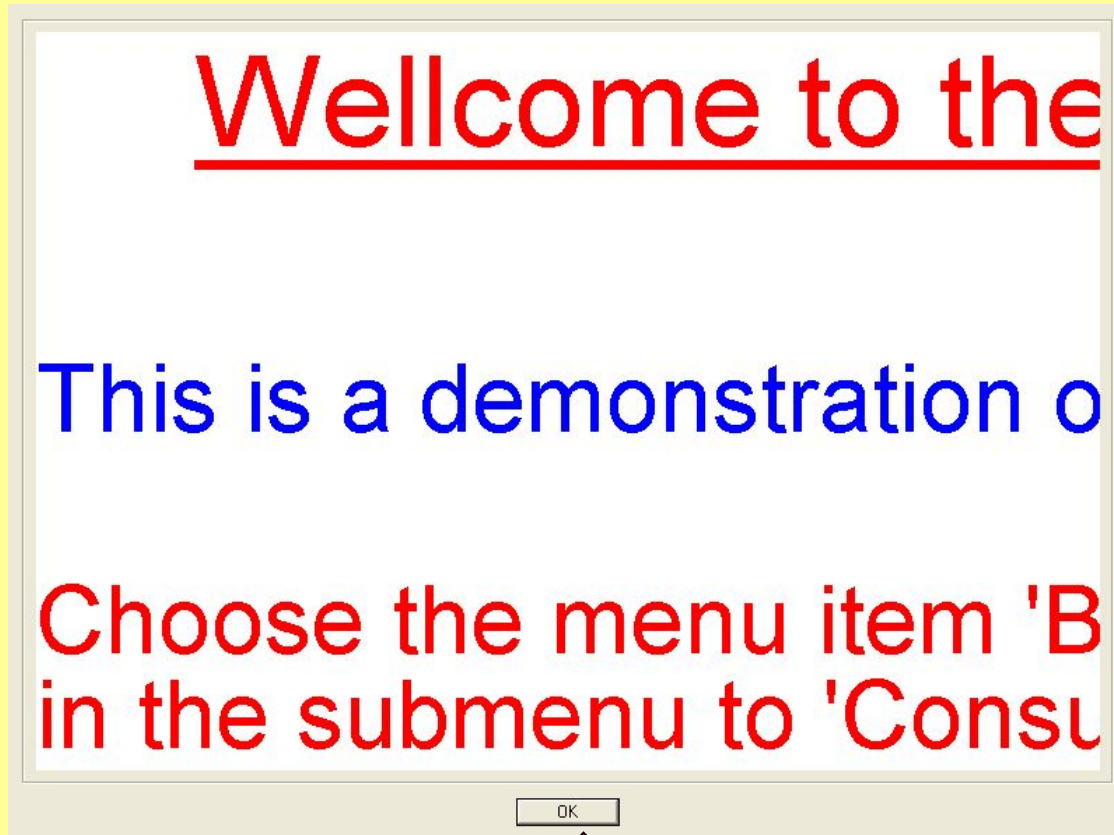 Wellcome to the
This is a demonstration o
Choose the menu item 'B
in the submenu to 'Consu
OK